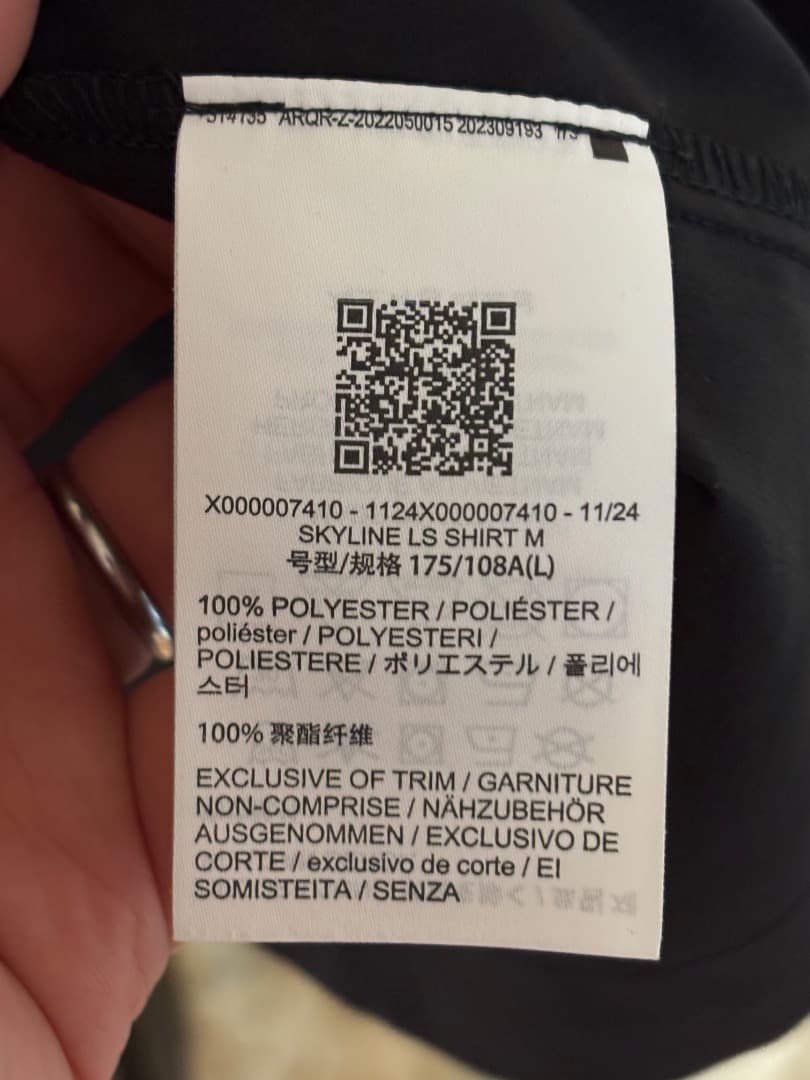 ARQR-Z-2022050015 202309193
X000007410 - 1124X000007410 - 11/24
SKYLINE LS SHIRT M
号型/规格 175/108A(L)
100% POLYESTER / POLIÉSTER /
poliéster / POLYESTERI /
POLIESTERE / ポリエステル / 폴리에
스터
100% 聚酯纤维
EXCLUSIVE OF TRIM / GARNITURE
NON-COMPRISE / NÄHZUBEHÖR
AUSGENOMMEN / EXCLUSIVO DE
CORTE / exclusivo de corte / EI
SOMISTEITA / SENZA